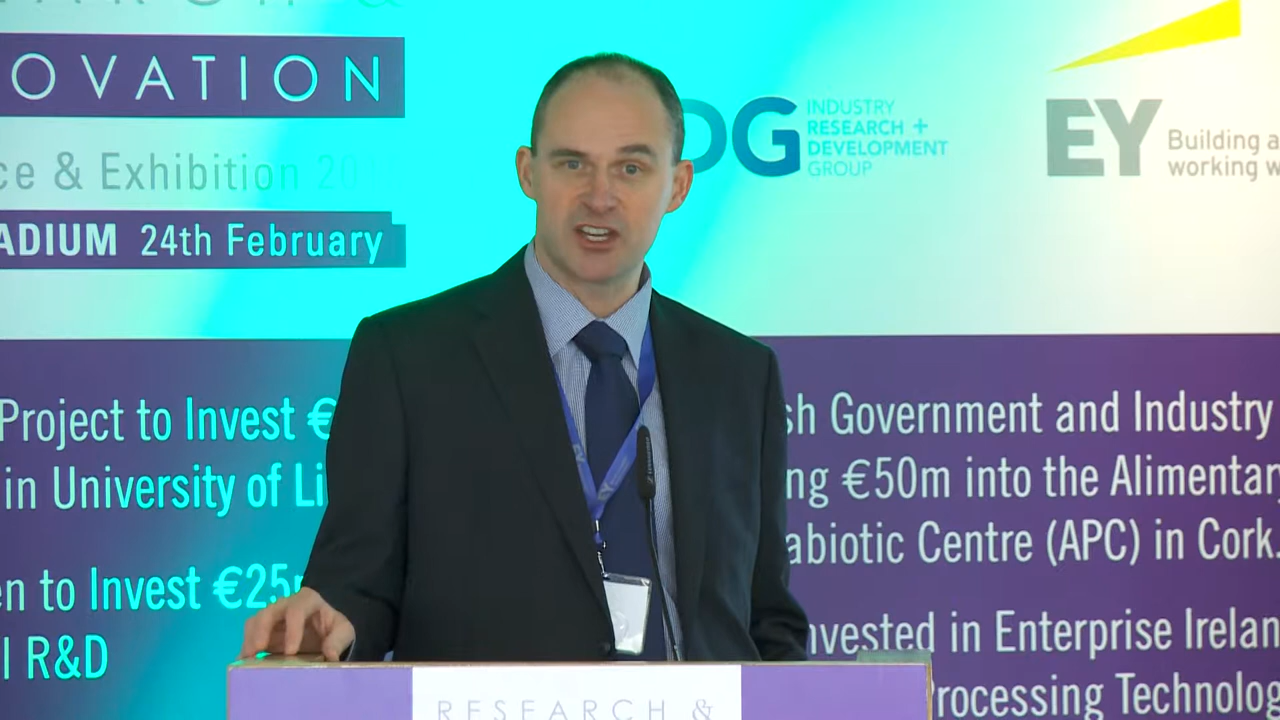 OVATION
ce & Exhibition 20
ADIUM 24th February
DG
INDUSTRY
RESEARCH +
DEVELOPMENT
GROUP
EY
Building a
working w
Project to Invest €
in University of Li
en to Invest €25
l R&D
sh Government and Industry
ng €50m into the Alimentar
abiotic Centre (APC) in Cork.
nvested in Enterprise Irelan
rocessing Technolog
RESEARCH &